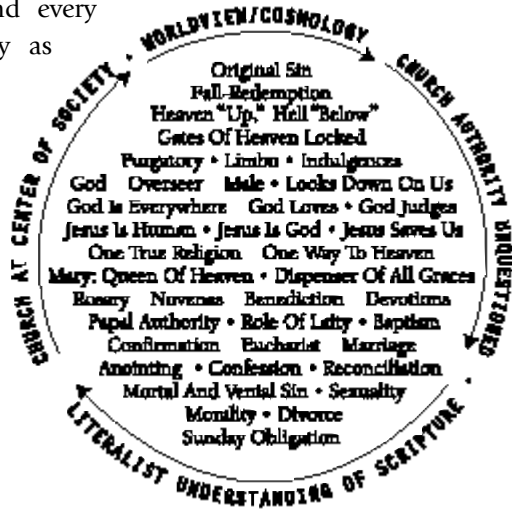 nd every
y as
WORLDVIEW/COSMOLOGY
CHURCH AUTHORITY UNQUESTIONED
LITERALIST UNDERSTANDING OF SCRIPTURE
CHURCH AT CENTER OF SOCIETY
Original Sin
Fall-Redemption
Heaven "Up," Hell "Below"
Gates Of Heaven Locked
Purgatory • Limbo • Indulgences
God Overseer Male • Looks Down On Us
God Is Everywhere God Loves • God Judges
Jesus Is Human • Jesus Is God • Jesus Saves Us
One True Religion One Way To Heaven
Mary: Queen Of Heaven • Dispenser Of All Graces
Rosary Novenas Benediction Devotions
Papal Authority • Role Of Laity • Baptism
Confirmation Eucharist Marriage
Anointing • Confession • Reconciliation
Mortal And Venial Sin • Sexuality
Morality • Divorce
Sunday Obligation